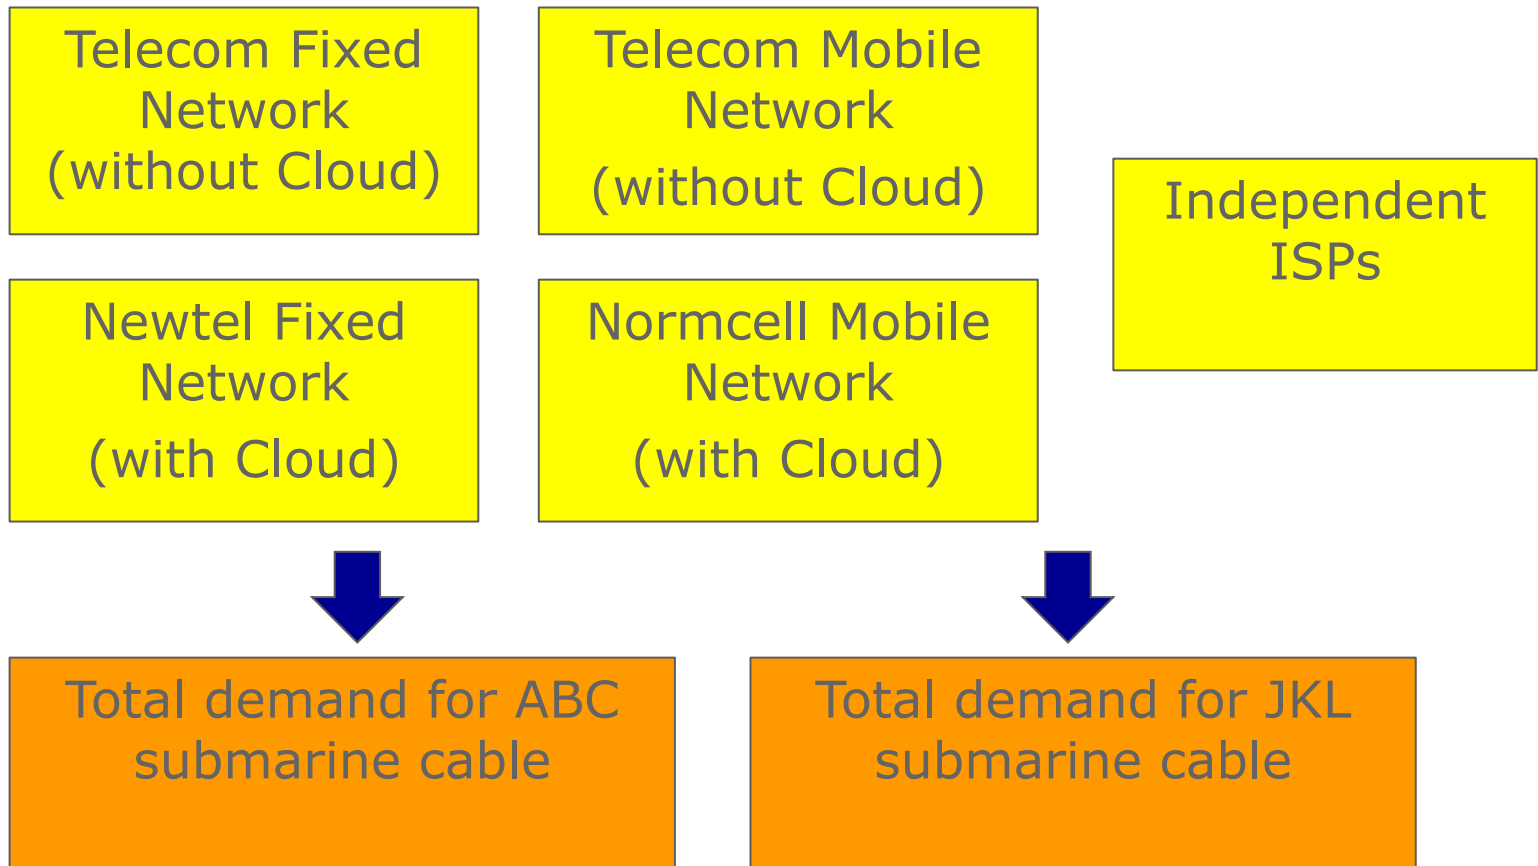 Telecom Fixed
Network
(without Cloud)
Telecom Mobile
Network
(without Cloud)
Independent
ISPs
Newtel Fixed
Network
(with Cloud)
Normcell Mobile
Network
(with Cloud)
Total demand for ABC
submarine cable
Total demand for JKL
submarine cable